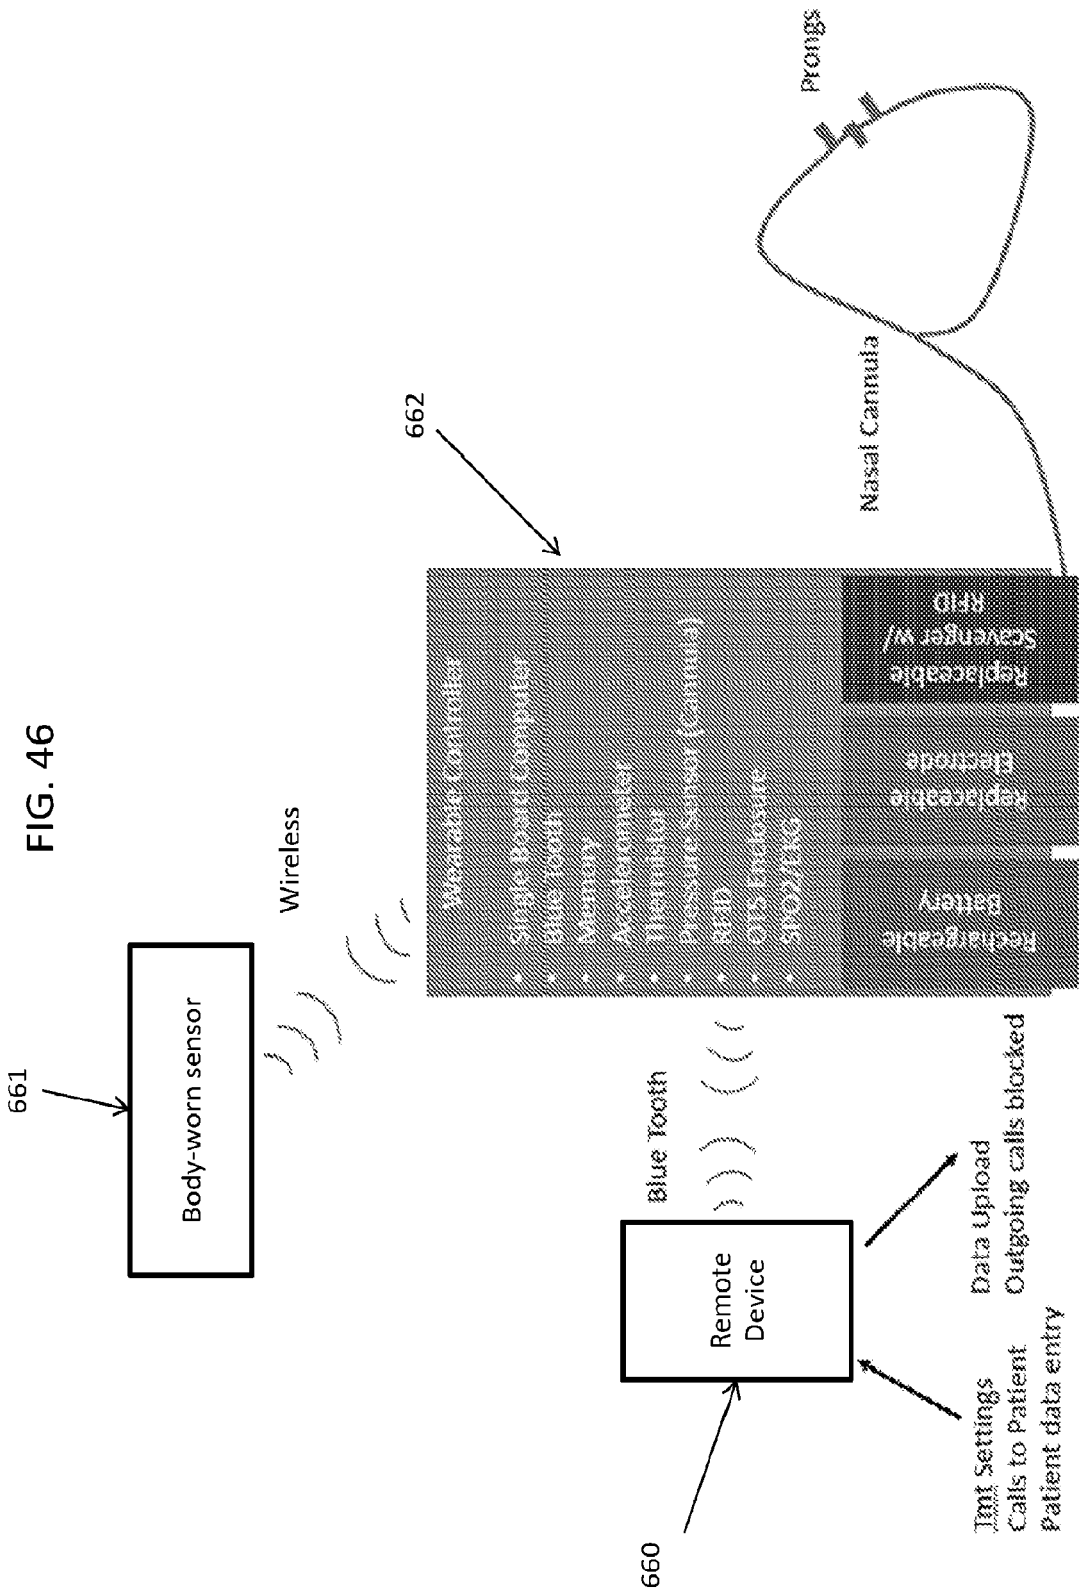 FIG. 46
661
Body-worn sensor
Wireless
662
Wearable Controller
• Single Board Computer
• Blue Tooth
• Memory
• Accelerometer
• Thermistor
• Pressure Sensor (Cannula)
• RFID
• OTS Enclosure
• SPO2/EKG
Rechargeable
Battery
Replaceable
Electrode
Replaceable
Scavenger w/
RFID
Nasal Cannula
Prongs
Blue Tooth
660
Remote
Device
Tmt Settings
Calls to Patient
Patient data entry
Data Upload
Outgoing calls blocked